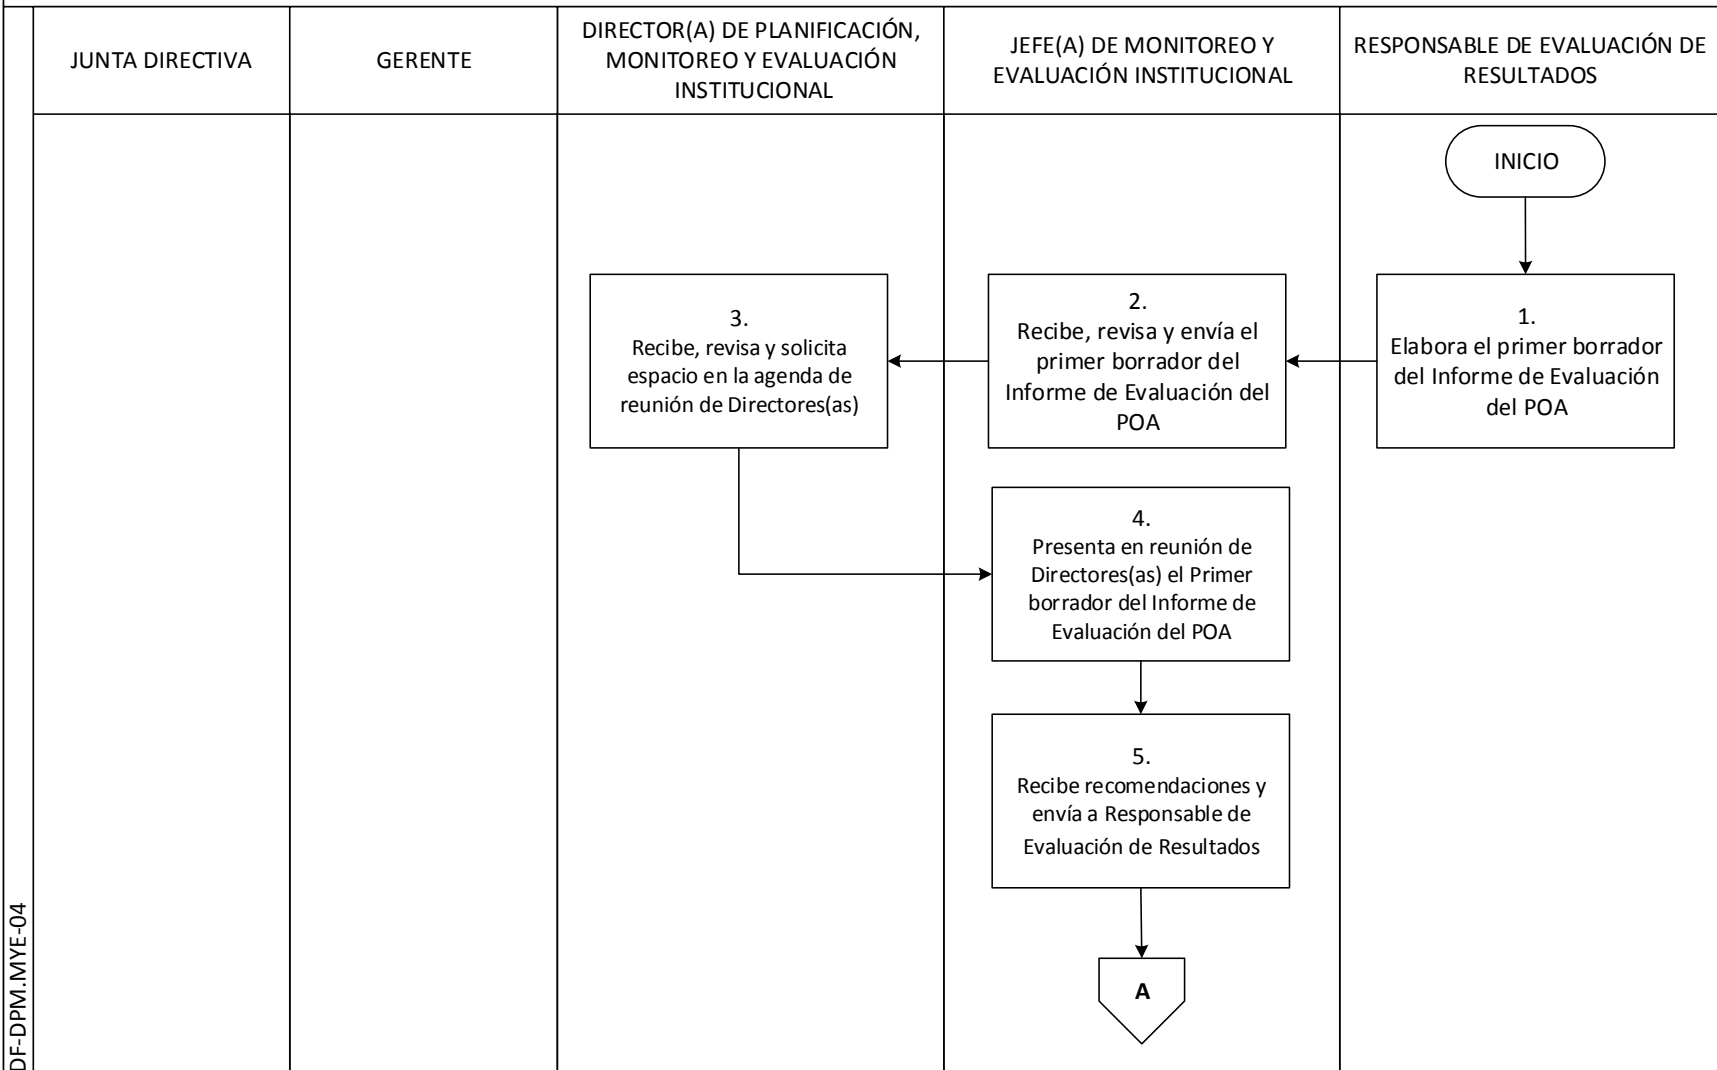 JUNTA DIRECTIVA
GERENTE
DIRECTOR(A) DE PLANIFICACIÓN,
MONITOREO Y EVALUACIÓN
INSTITUCIONAL
JEFE(A) DE MONITOREO Y
EVALUACIÓN INSTITUCIONAL
RESPONSABLE DE EVALUACIÓN DE
RESULTADOS
INICIO
1.
Elabora el primer borrador
del Informe de Evaluación
del POA
2.
Recibe, revisa y envía el
primer borrador del
Informe de Evaluación del
POA
3.
Recibe, revisa y solicita
espacio en la agenda de
reunión de Directores(as)
4.
Presenta en reunión de
Directores(as) el Primer
borrador del Informe de
Evaluación del POA
5.
Recibe recomendaciones y
envía a Responsable de
Evaluación de Resultados
A
DF-DPM.MYE-04